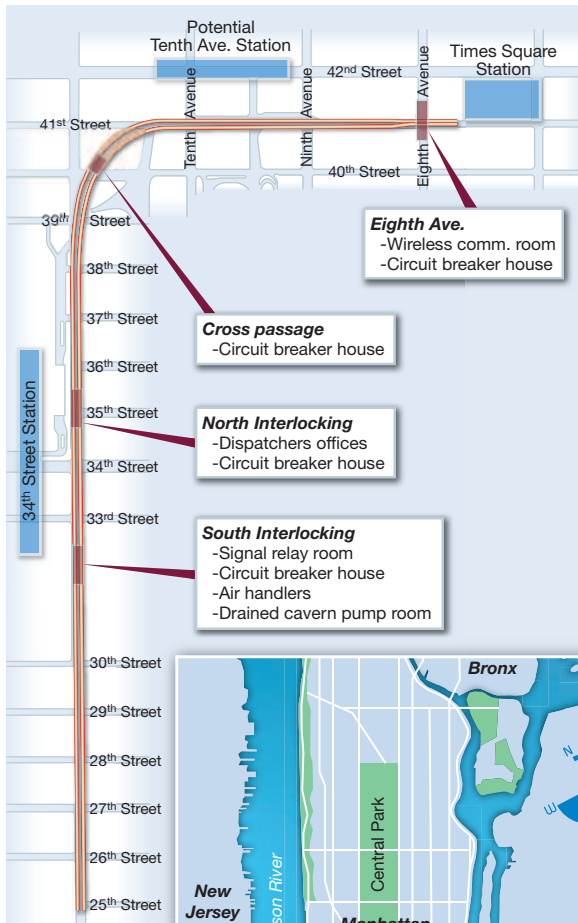 Potential
Tenth Ave. Station
Times Square
Station
42nd Street
Avenue
Avenue
Avenue
41st Street
Tenth
Ninth
Eighth
40th Street
39th Street
38th Street
37th Street
36th Street
35th Street
34th Street
33rd Street
34th Street Station
Eighth Ave.
-Wireless comm. room
-Circuit breaker house
Cross passage
-Circuit breaker house
North Interlocking
-Dispatchers offices
-Circuit breaker house
South Interlocking
-Signal relay room
-Circuit breaker house
-Air handlers
-Drained cavern pump room
30th Street
29th Street
28th Street
27th Street
26th Street
25th Street
Bronx
N
E
Central Park
New
Jersey
son River
Manhattan